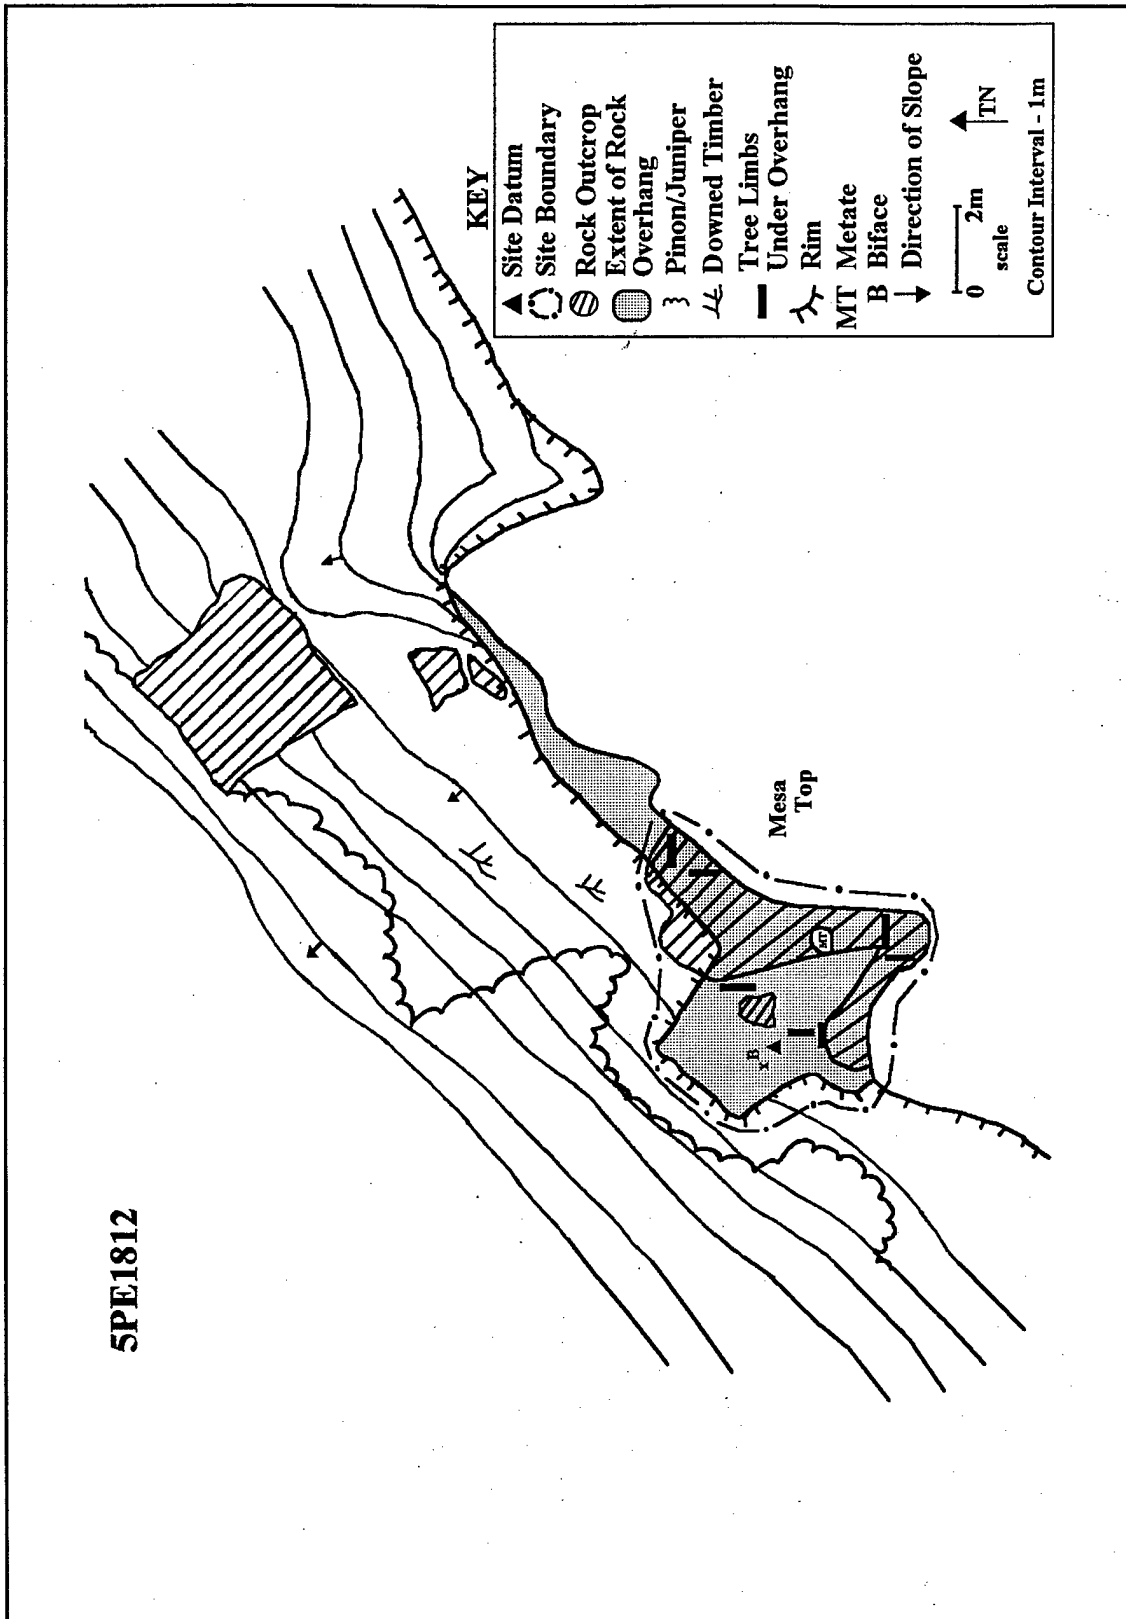 5PE1812
Mesa
Top
MT
x B
KEY
Site Datum
Site Boundary
Rock Outcrop
Extent of Rock
Overhang
Pinon/Juniper
Downed Timber
Tree Limbs
Under Overhang
Rim
MT Metate
B Biface
Direction of Slope
0 2m
scale
TN
Contour Interval - 1m